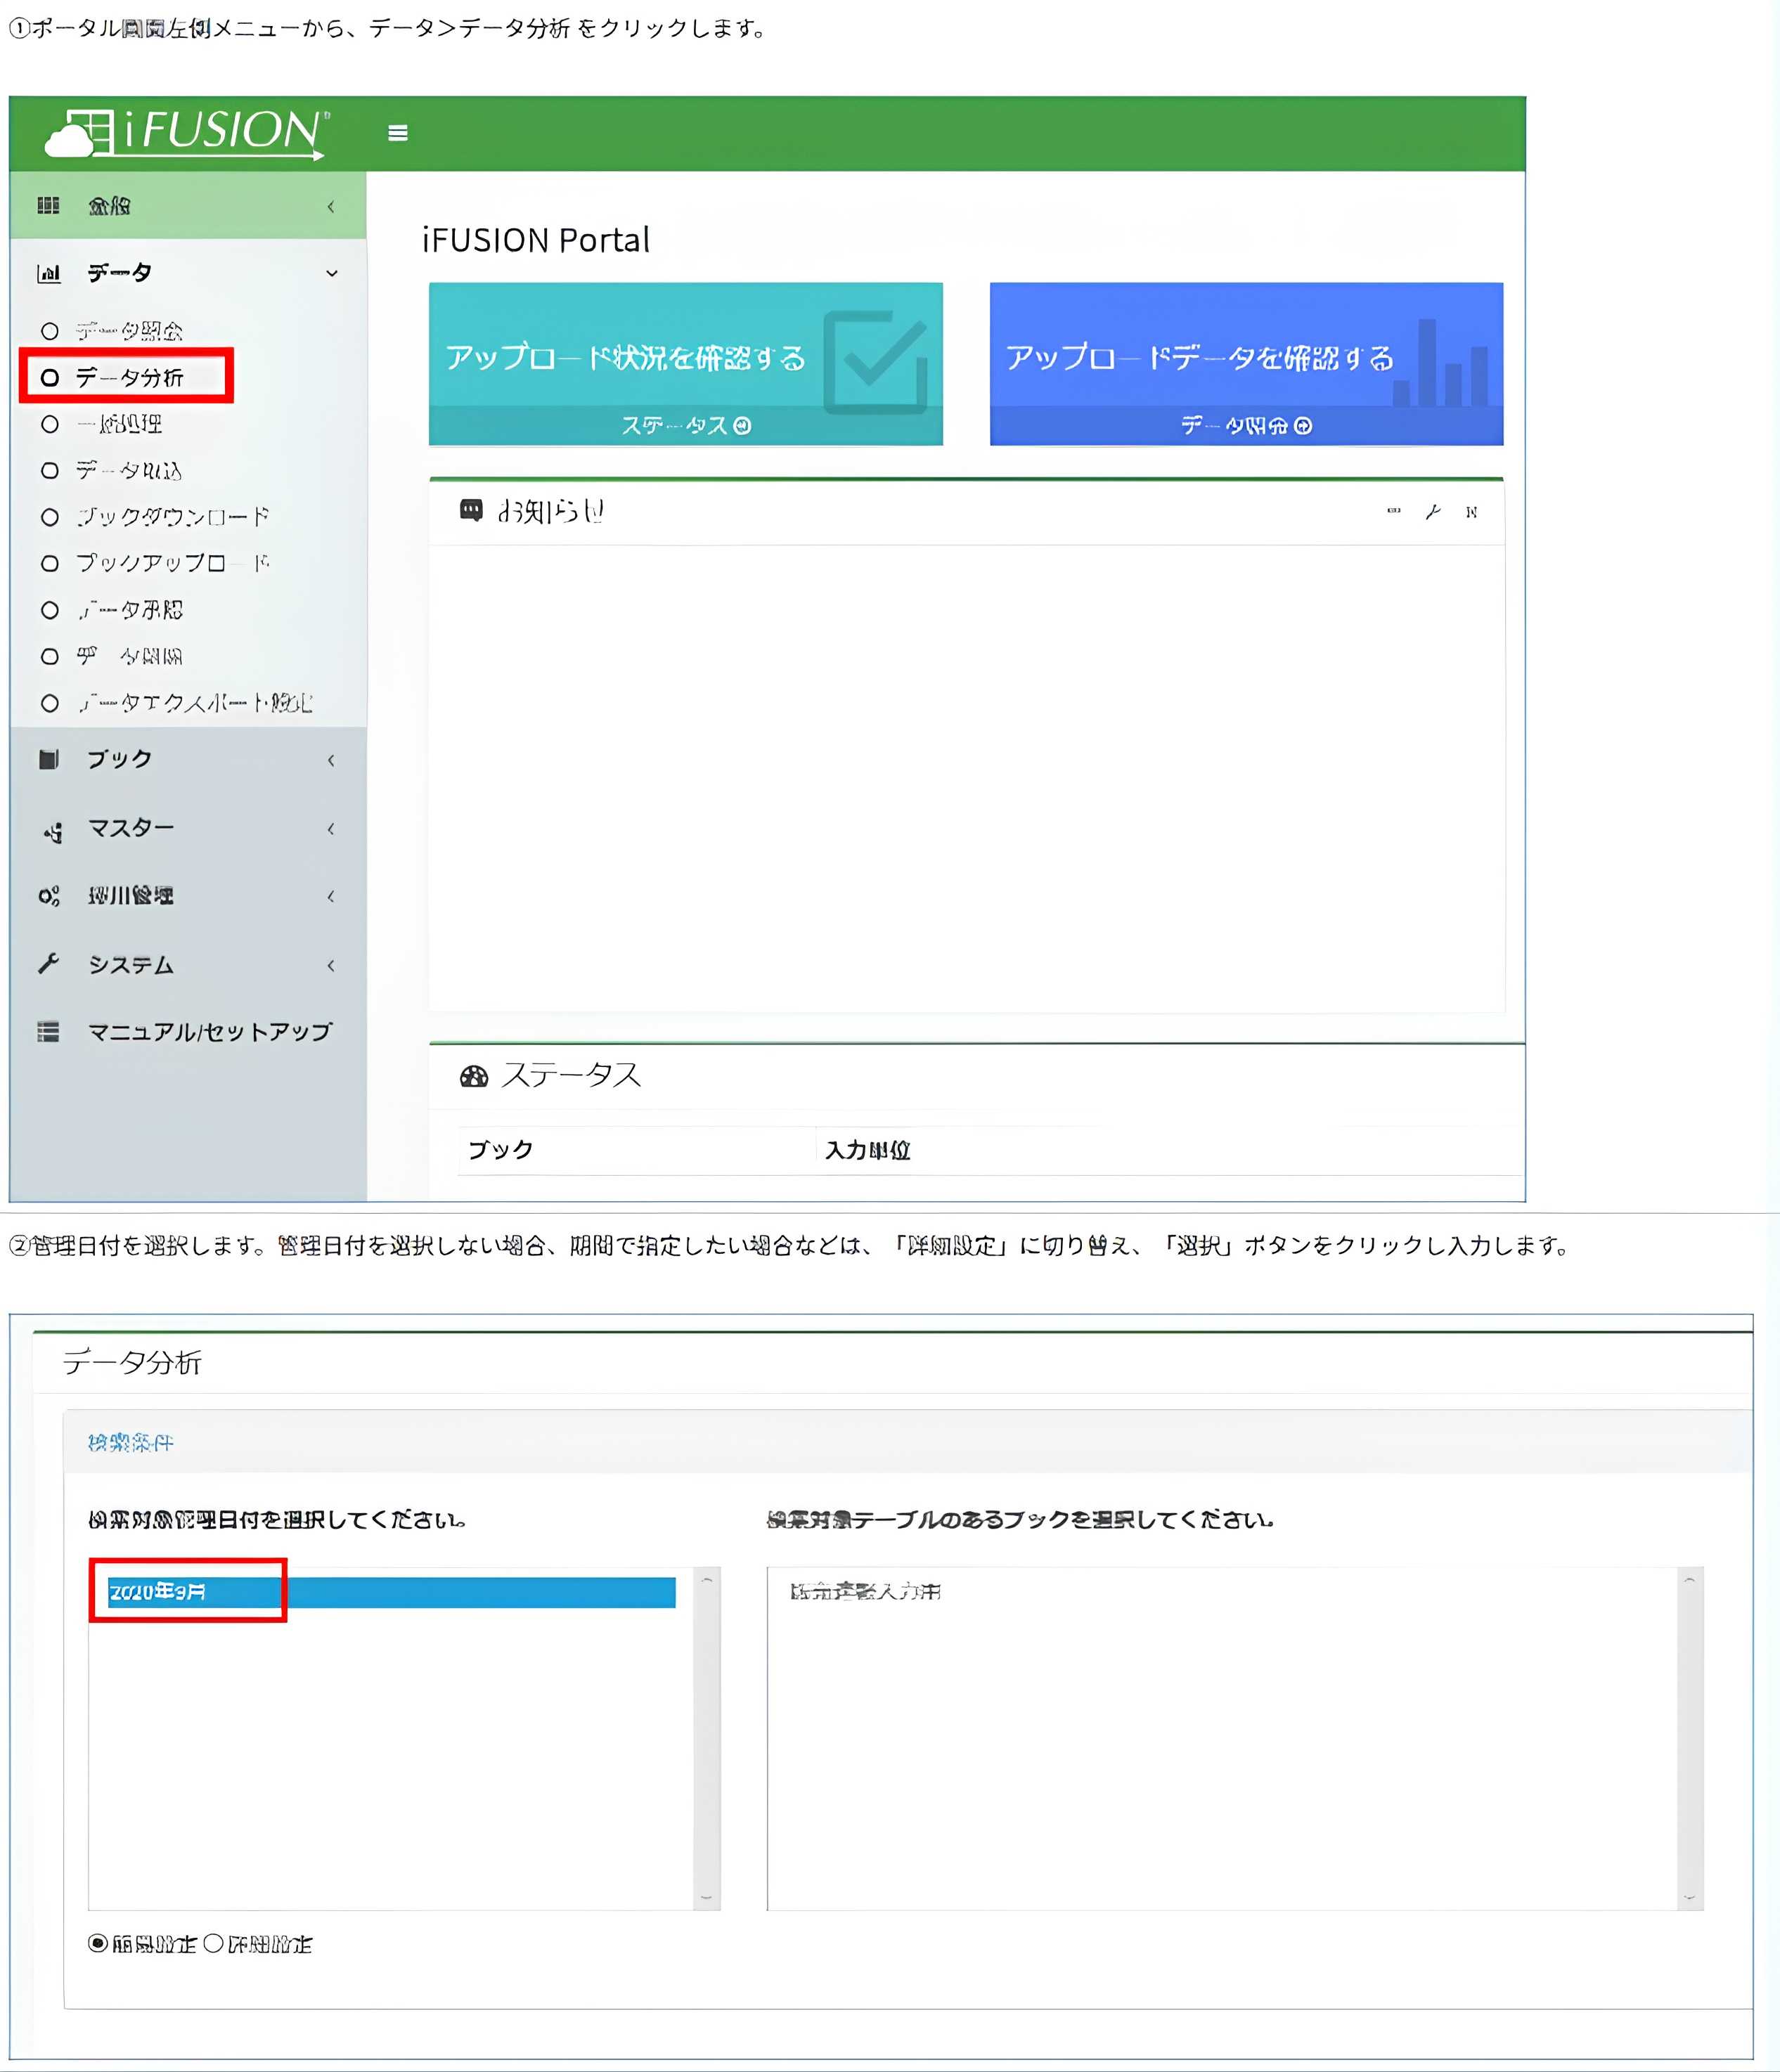 ①ポータル画面左側メニューから、データ＞データ分析 をクリックします。
iFUSION
全般
データ
データ照会
データ分析
一括処理
データ取込
ブックダウンロード
ブックアップロード
データ承認
データ
データエクスポート
ブック
マスター
管理
システム
マニュアル/セットアップ
iFUSION Portal
アップロード状況を確認する
ステータス
アップロードデータを確認する
データ照会
お知らせ
ステータス
ブック
入力単位
②管理日付を選択します。管理日付を選択しない場合、期間で指定したい場合などは、「詳細設定」に切り替え、「選択」ボタンをクリックし入力します。
データ分析
検索条件
検索対象管理日付を選択してください。
検索対象テーブルのあるブックを選択してください。
2020年9月
入力用
簡易設定
詳細設定